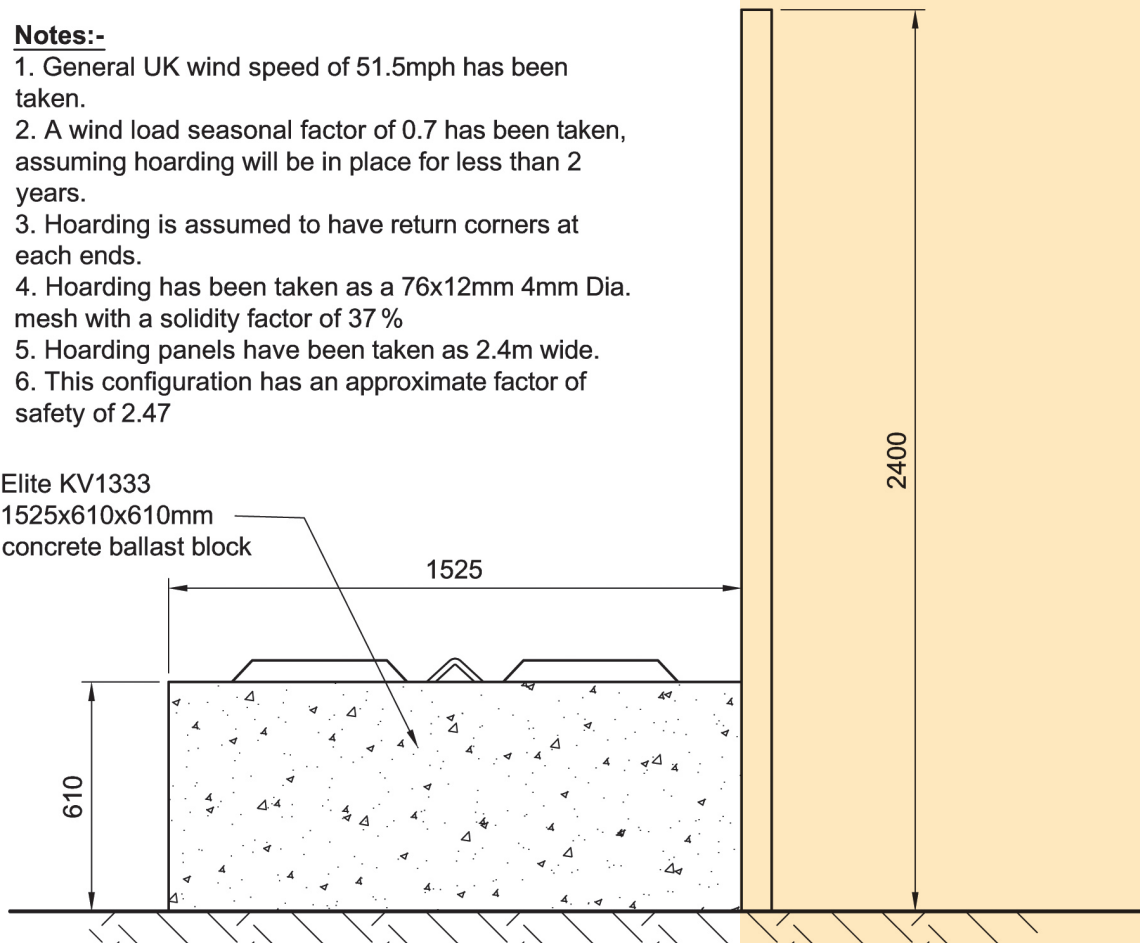 Notes:-
1. General UK wind speed of 51.5mph has been
taken.
2. A wind load seasonal factor of 0.7 has been taken,
assuming hoarding will be in place for less than 2
years.
3. Hoarding is assumed to have return corners at
each ends.
4. Hoarding has been taken as a 76x12mm 4mm Dia.
mesh with a solidity factor of 37 %
5. Hoarding panels have been taken as 2.4m wide.
6. This configuration has an approximate factor of
safety of 2.47
2400
Elite KV1333
1525x610x610mm
concrete ballast block
1525
610